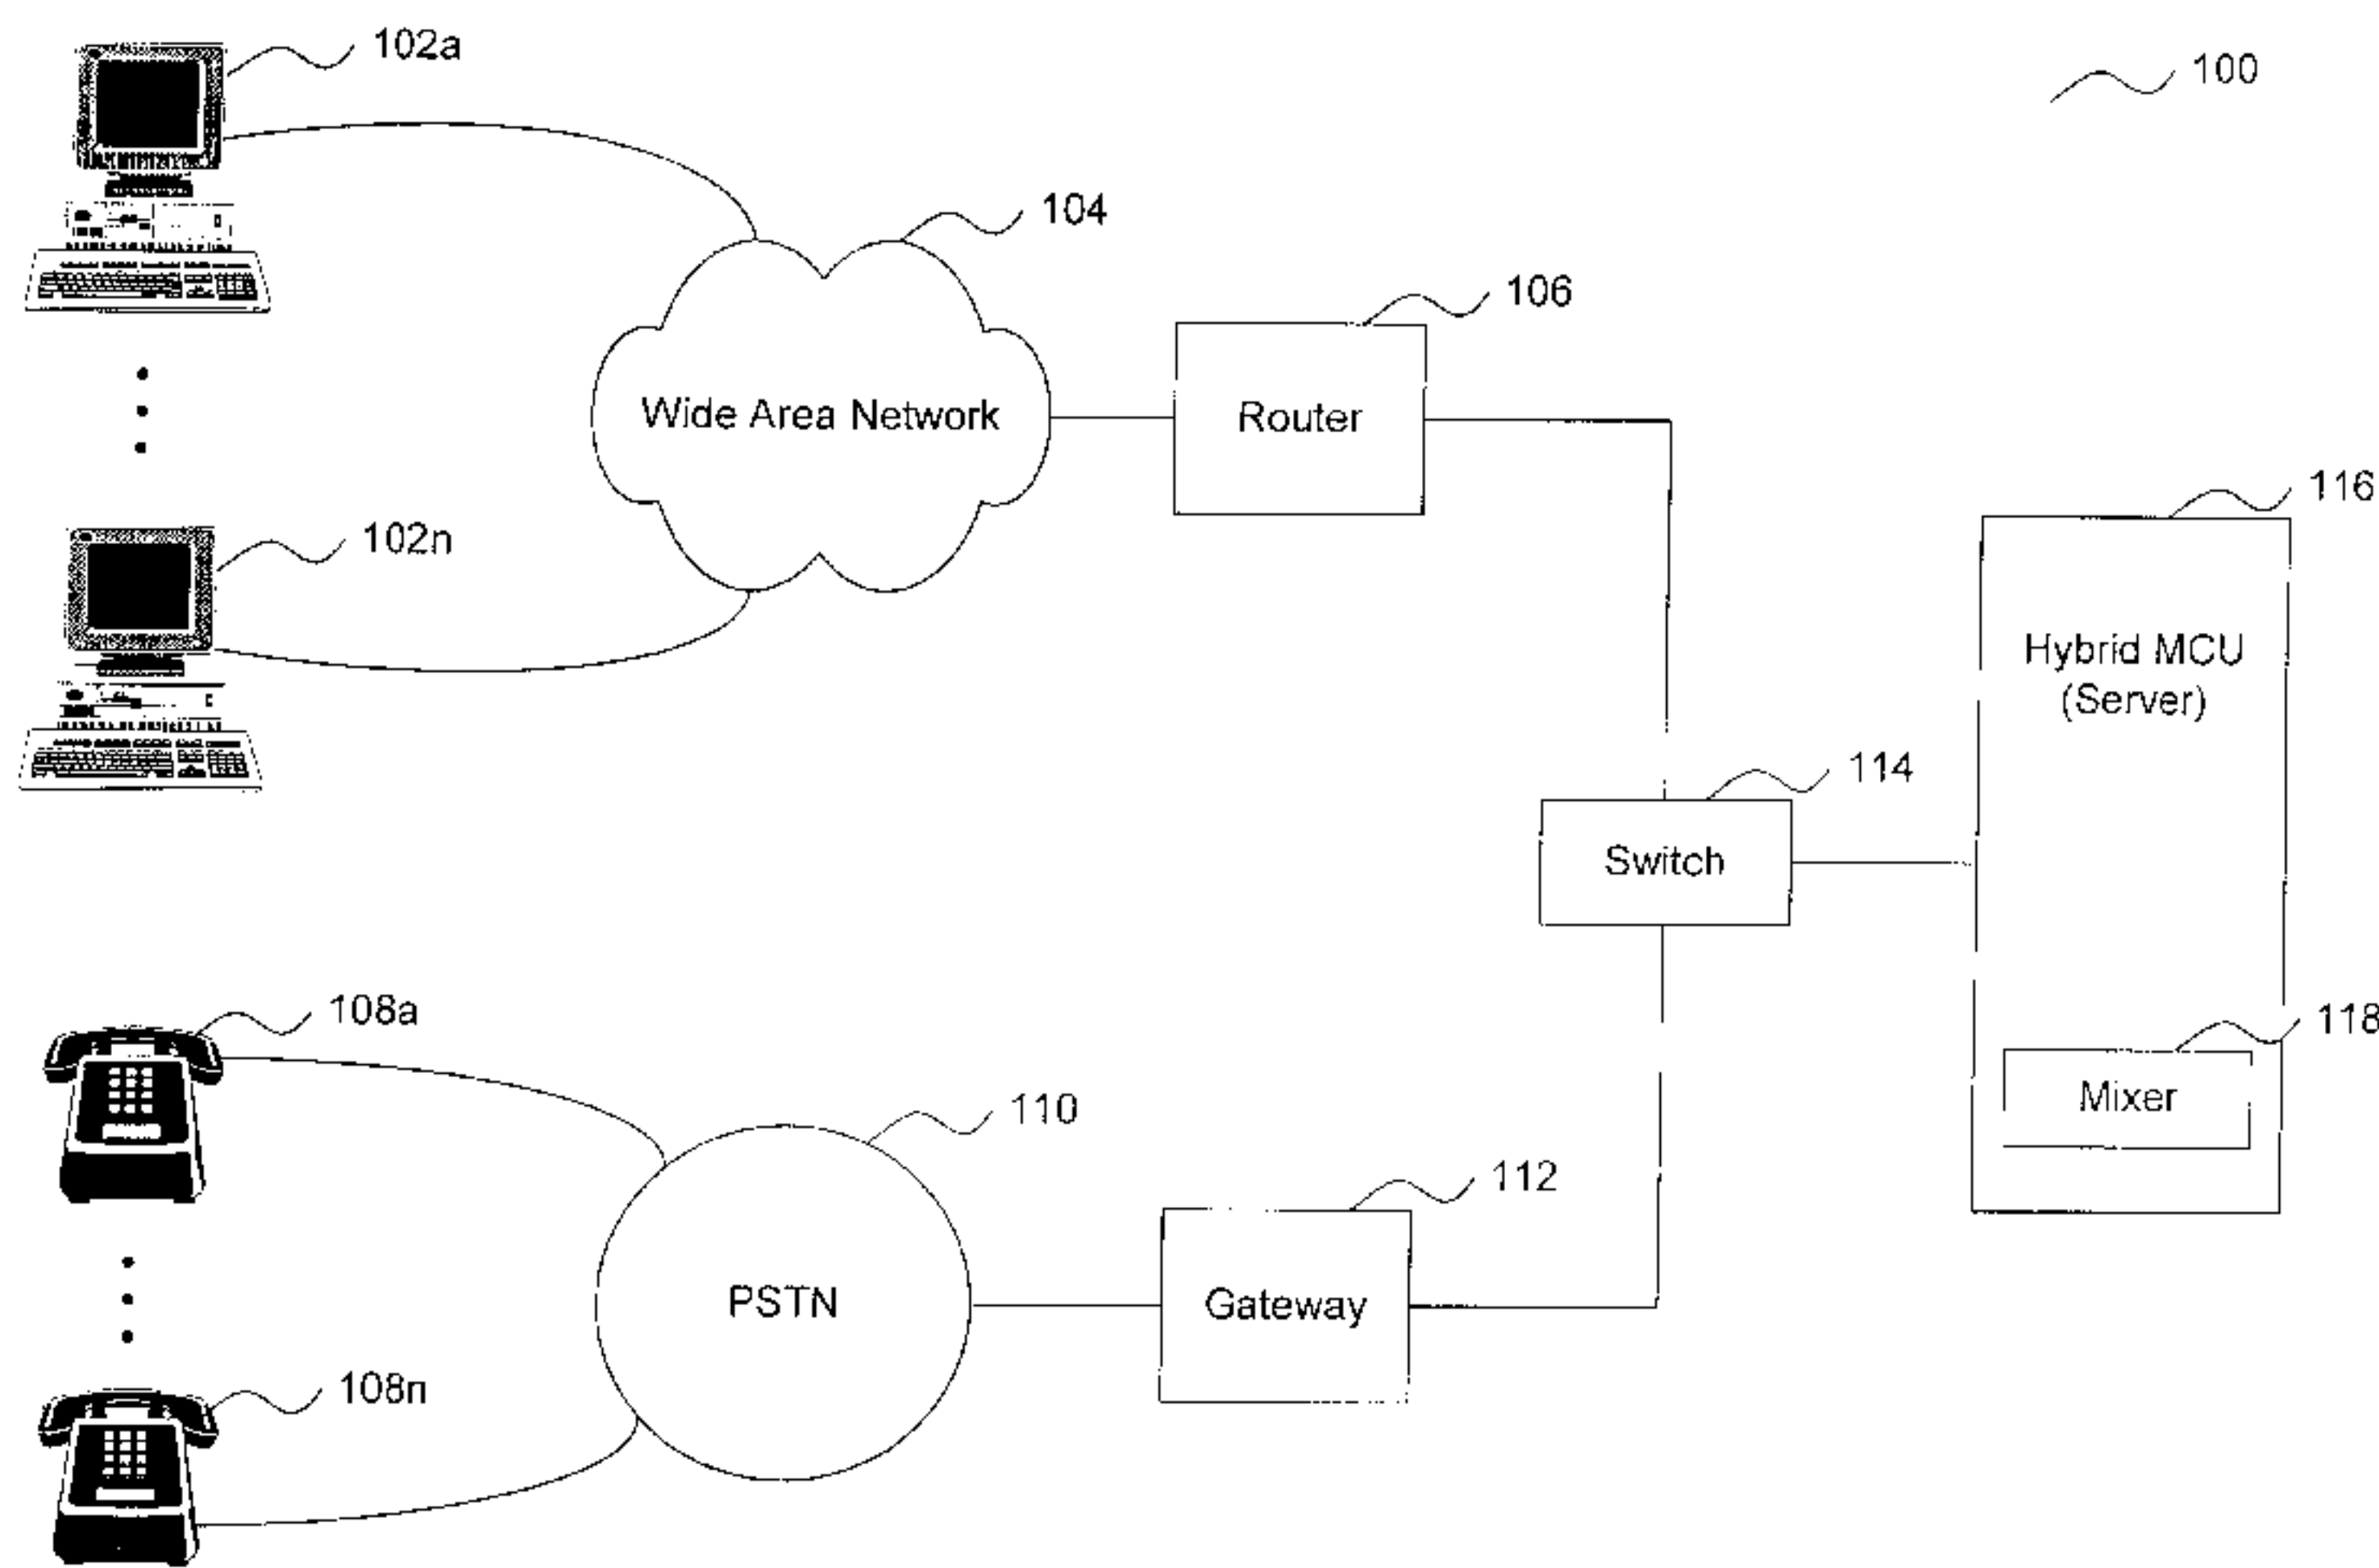 102a
100
104
106
Wide Area Network
Router
116
102n
Hybrid MCU
(Server)
114
Switch
108a
118
Mixer
110
112
PSTN
Gateway
108n